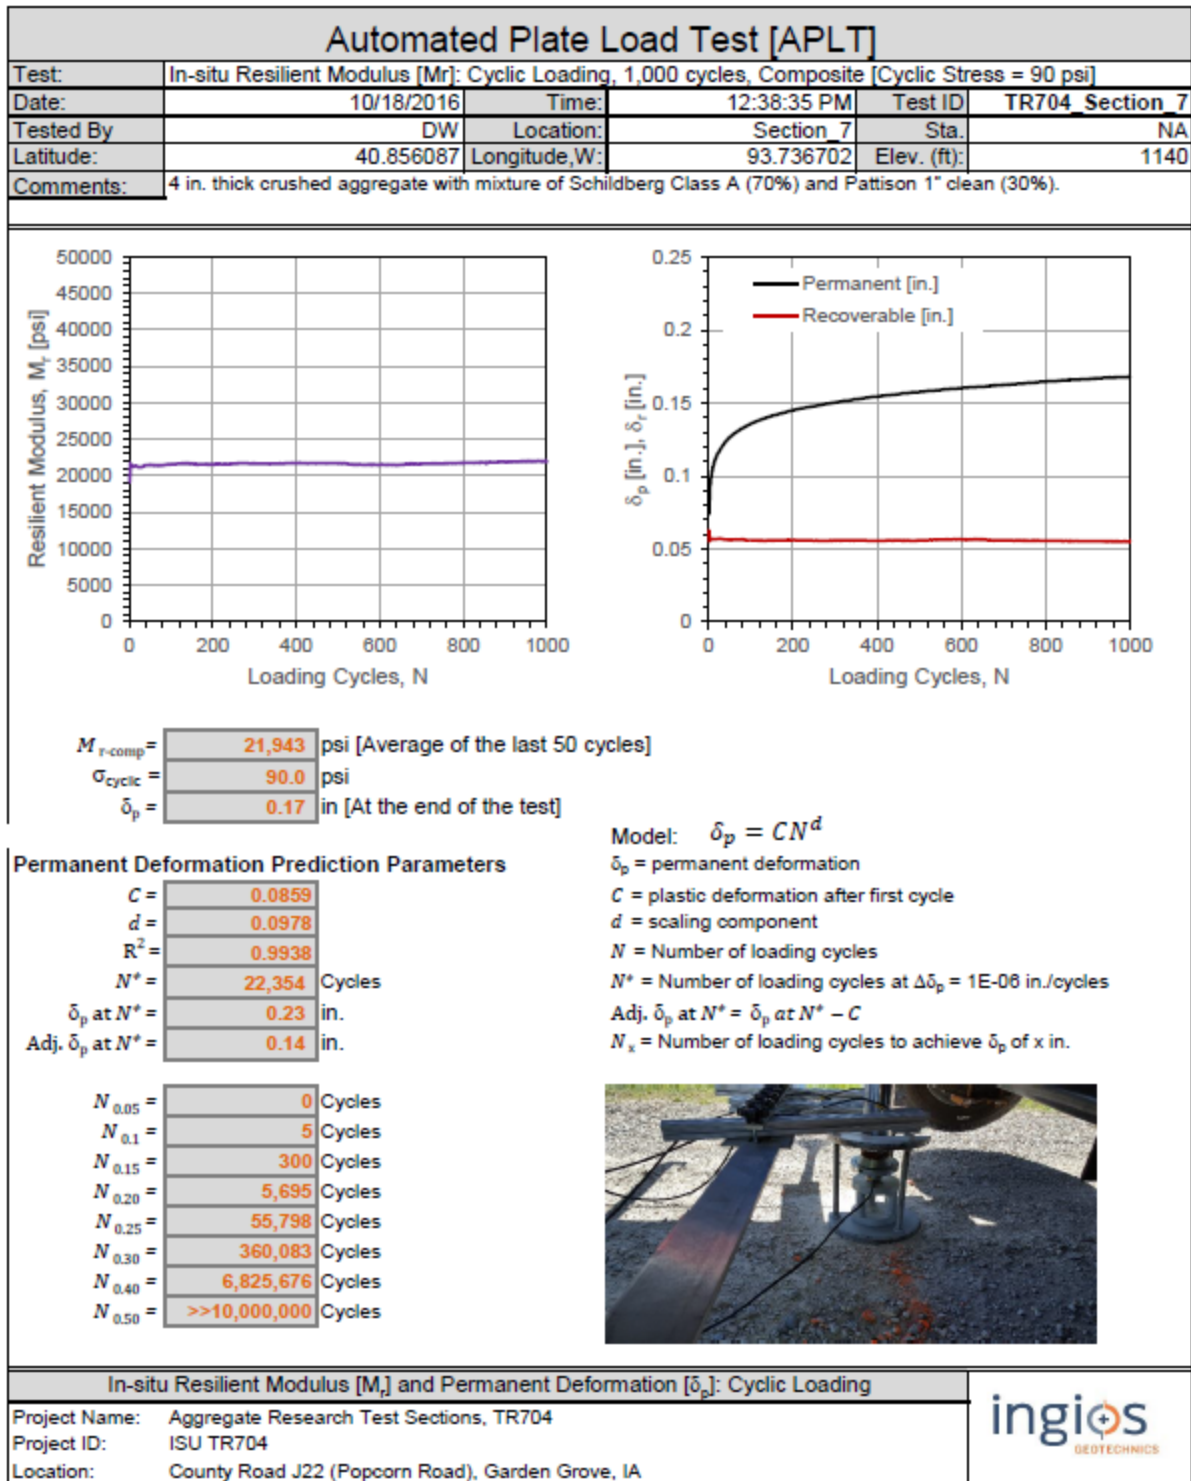 Automated Plate Load Test [APLT]
Test: In-situ Resilient Modulus [Mr]: Cyclic Loading, 1,000 cycles, Composite [Cyclic Stress = 90 psi]
Date: 10/18/2016 Time: 12:38:35 PM Test ID TR704_Section_7
Tested By DW Location: Section_7 Sta. NA
Latitude: 40.856087 Longitude,W: 93.736702 Elev. (ft): 1140
Comments: 4 in. thick crushed aggregate with mixture of Schildberg Class A (70%) and Pattison 1" clean (30%).
Resilient Modulus, Mr [psi]
50000
45000
40000
35000
30000
25000
20000
15000
10000
5000
0
0 200 400 600 800 1000
Loading Cycles, N
δp [in.], δr [in.]
0.25
0.2
0.15
0.1
0.05
0
Permanent [in.]
Recoverable [in.]
0 200 400 600 800 1000
Loading Cycles, N
M r-comp = 21,943 psi [Average of the last 50 cycles]
σcyclic = 90.0 psi
δp = 0.17 in [At the end of the test]
Model: δp = CN^d
Permanent Deformation Prediction Parameters
δp = permanent deformation
C = 0.0859
C = plastic deformation after first cycle
d = 0.0978
d = scaling component
R² = 0.9938
N = Number of loading cycles
N* = 22,354 Cycles
N* = Number of loading cycles at Δδp = 1E-06 in./cycles
δp at N* = 0.23 in.
Adj. δp at N* = δp at N* – C
Adj. δp at N* = 0.14 in.
Nx = Number of loading cycles to achieve δp of x in.
N 0.05 = 0 Cycles
N 0.1 = 5 Cycles
N 0.15 = 300 Cycles
N 0.20 = 5,695 Cycles
N 0.25 = 55,798 Cycles
N 0.30 = 360,083 Cycles
N 0.40 = 6,825,676 Cycles
N 0.50 = >>10,000,000 Cycles
In-situ Resilient Modulus [Mr] and Permanent Deformation [δp]: Cyclic Loading
Project Name: Aggregate Research Test Sections, TR704
Project ID: ISU TR704
Location: County Road J22 (Popcorn Road), Garden Grove, IA
ingios
GEOTECHNICS